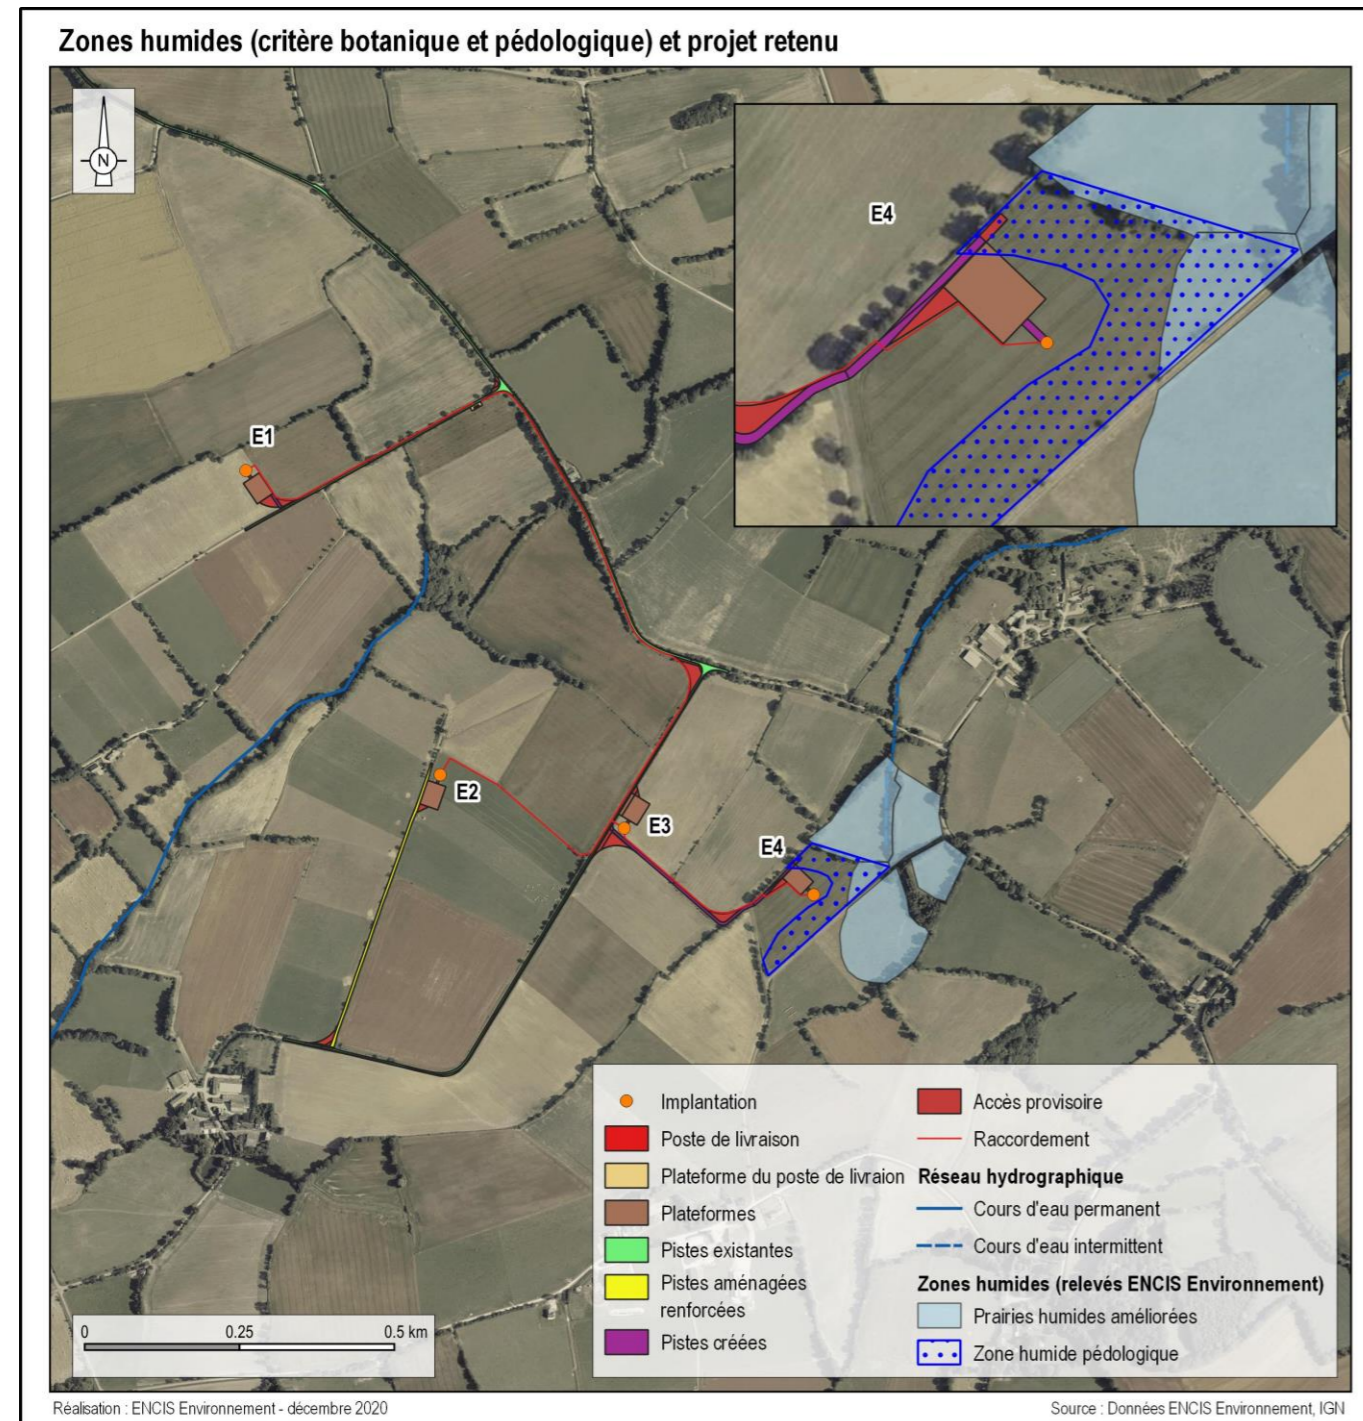 Zones humides (critère botanique et pédologique) et projet retenu
N
E4
E1
E2
E3
E4
Implantation
Poste de livraison
Plateforme du poste de livraion
Plateformes
Pistes existantes
Pistes aménagées
renforcées
Pistes créées
Accès provisoire
Raccordement
Réseau hydrographique
Cours d'eau permanent
Cours d'eau intermittent
Zones humides (relevés ENCIS Environnement)
Prairies humides améliorées
Zone humide pédologique
0 0.25 0.5 km
Réalisation : ENCIS Environnement - décembre 2020
Source : Données ENCIS Environnement, IGN